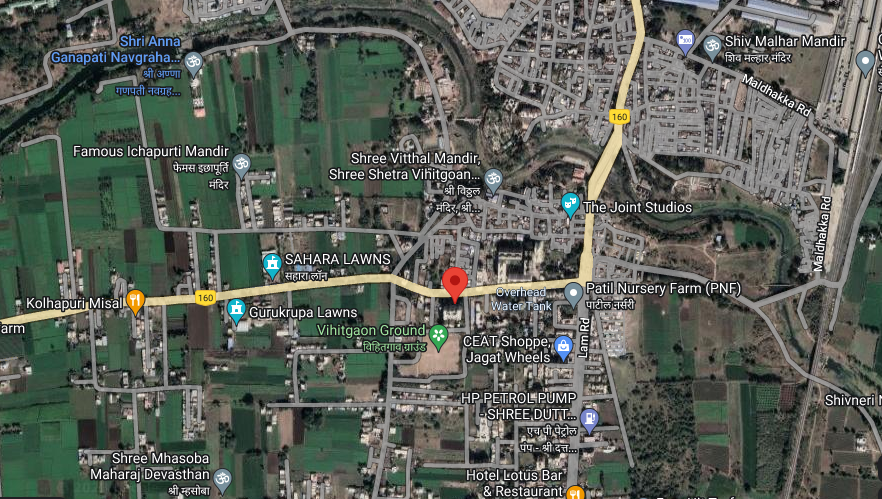 Shri Anna
Ganapati Navgraha...
श्री अण्णा
गणपती नवग्रह...
Shiv Malhar Mandir
शिव मल्हार मंदिर
Maldhakka Rd
160
Famous Ichapurti Mandir
फेमस इछापूर्ति
मंदिर
Shree Vitthal Mandir,
Shree Shetra Vihitgoan...
श्री विठ्ठल
मंदिर, श्री...
The Joint Studios
Maldhakka Rd
SAHARA LAWNS
सहारा लॉन
Kolhapuri Misal
160
Gurukrupa Lawns
Overhead
Water Tank
Patil Nursery Farm (PNF)
पाटील नर्सरी
arm
Vihitgaon Ground
विहितगाव ग्राउंड
CEAT Shoppe,
Jagat Wheels
Lam Rd
HP PETROL PUMP
- SHREE DUTT...
एच पी पेट्रोल
पंप - श्री दत्त...
Shivneri
Shree Mhasoba
Maharaj Devasthan
श्री म्हसोबा
Hotel Lotus Bar
& Restaurant